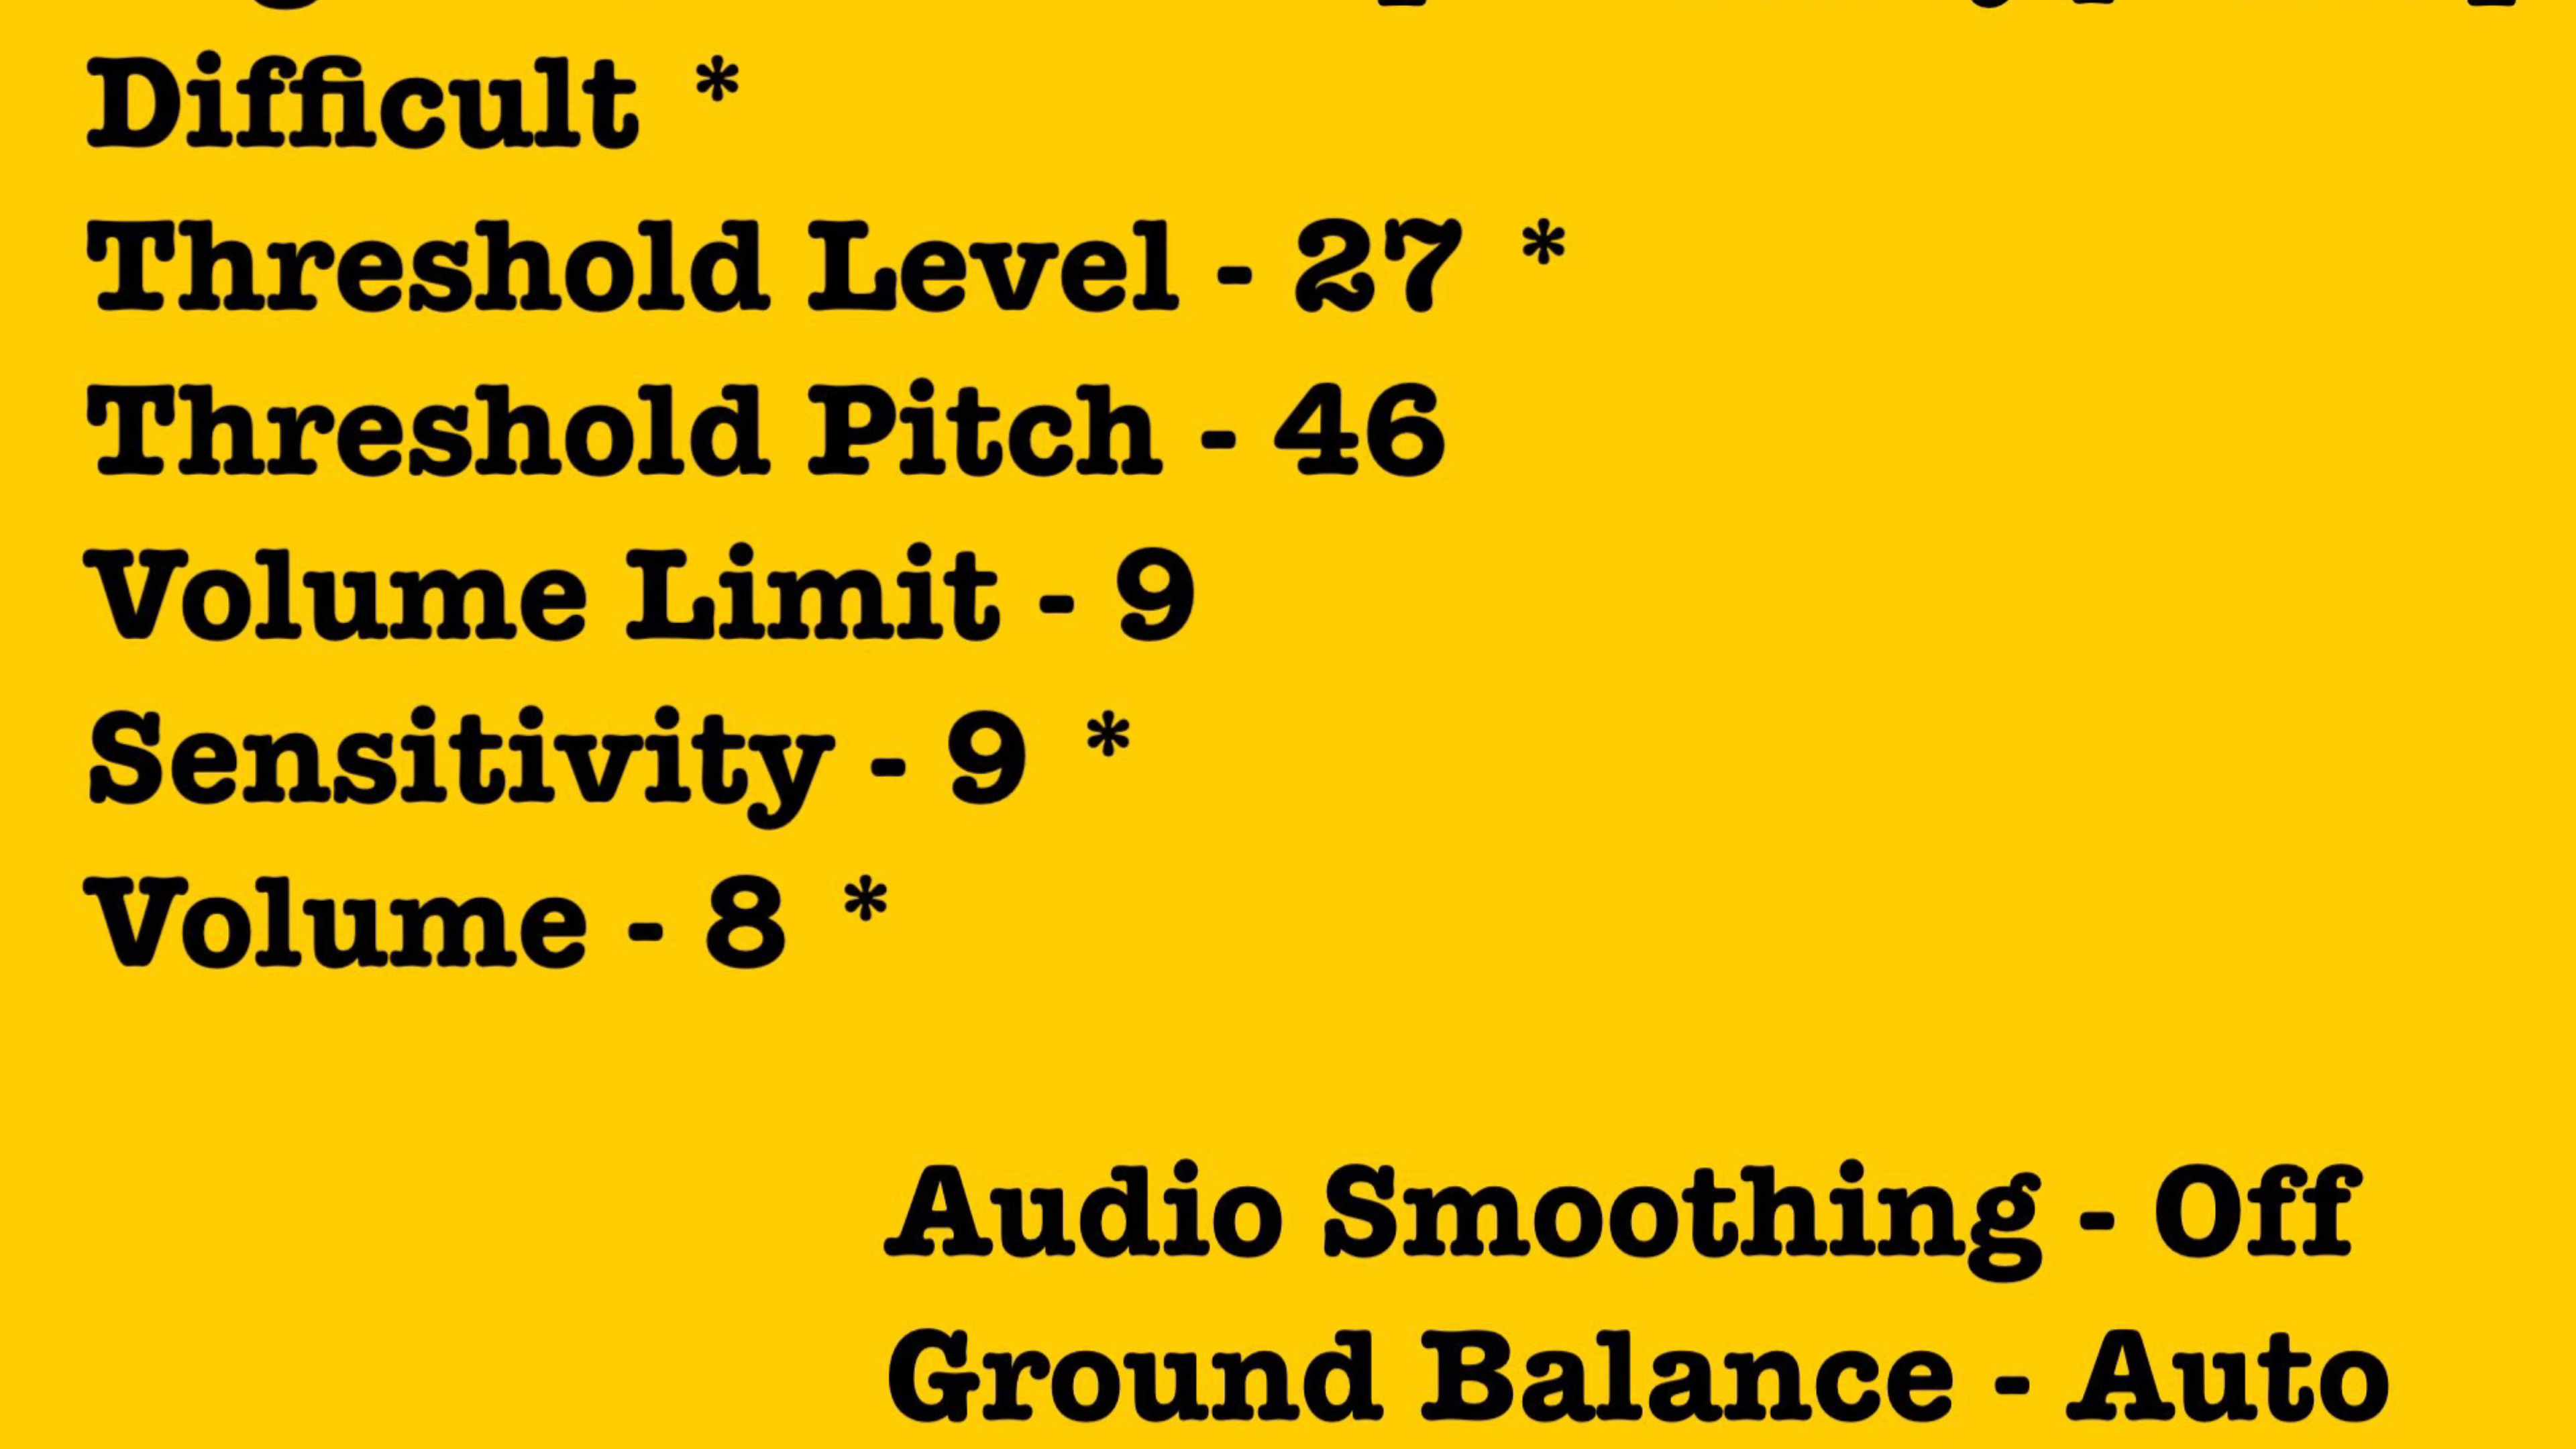 Difficult *
Threshold Level - 27 *
Threshold Pitch - 46
Volume Limit - 9
Sensitivity - 9 *
Volume - 8 *
Audio Smoothing - Off
Ground Balance - Auto